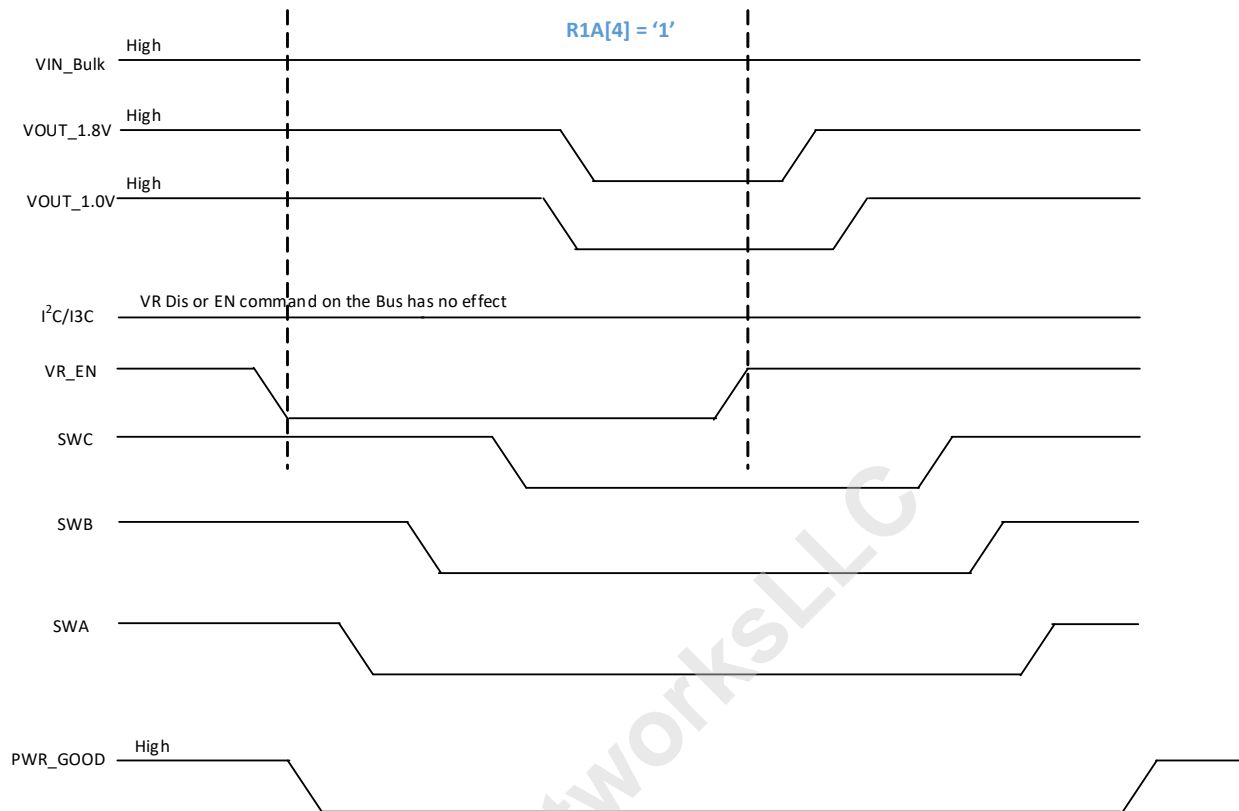 R1A[4] = ‘1’
High
VIN_Bulk
High
VOUT_1.8V
High
VOUT_1.0V
VR Dis or EN command on the Bus has no effect
I²C/I3C
VR_EN
SWC
SWB
SWA
High
PWR_GOOD